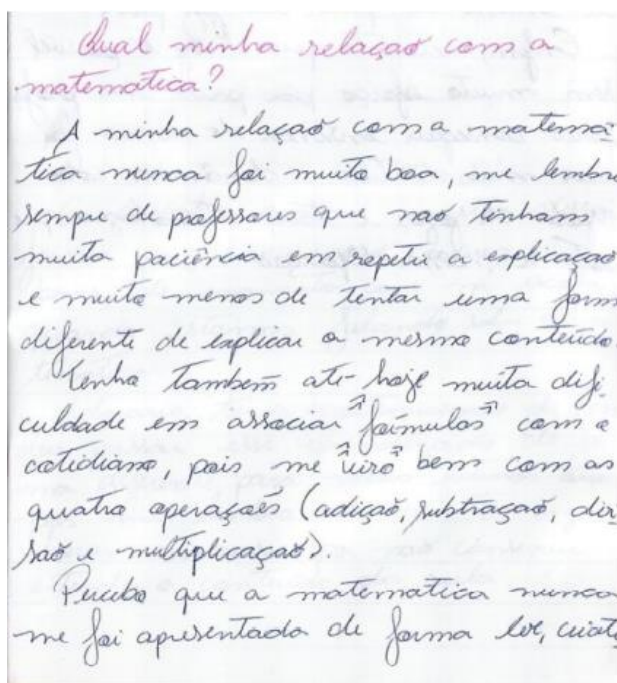 Qual minha relação com a
matemática?
A minha relação com a matemá-
tica nunca foi muito boa, me lembro
sempre de professores que não tinham
muita paciência em repetir a explicação
e muito menos de tentar uma form
diferente de explicar o mesmo conteúdo.
Tenho também até hoje muita difi-
culdade em associar "fórmulas" com o
cotidiano, pois me "viro" bem com as
quatro operações (adição, subtração, divi
são e multiplicação).
Percebo que a matematica nunca
me foi apresentada de forma leve, criati